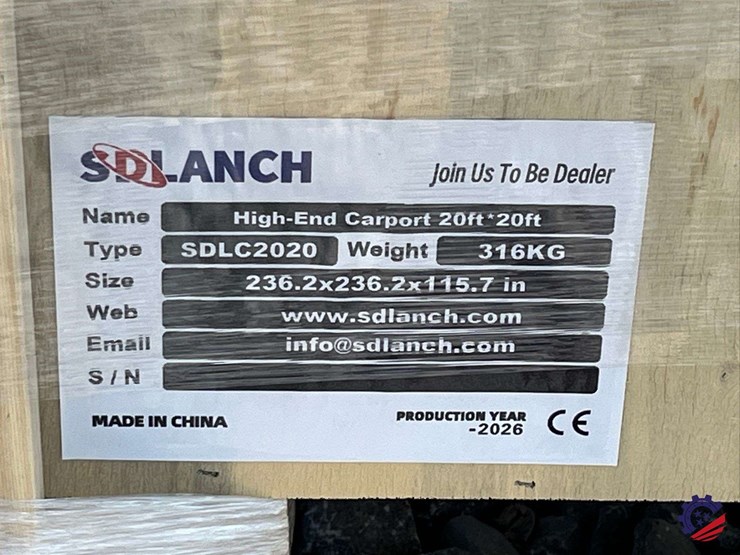 SDLANCH
Join Us To Be Dealer
Name High-End Carport 20ft*20ft
Type SDLC2020 Weight 316KG
Size 236.2x236.2x115.7 in
Web www.sdlanch.com
Email info@sdlanch.com
S / N
MADE IN CHINA
PRODUCTION YEAR
-2026
CE